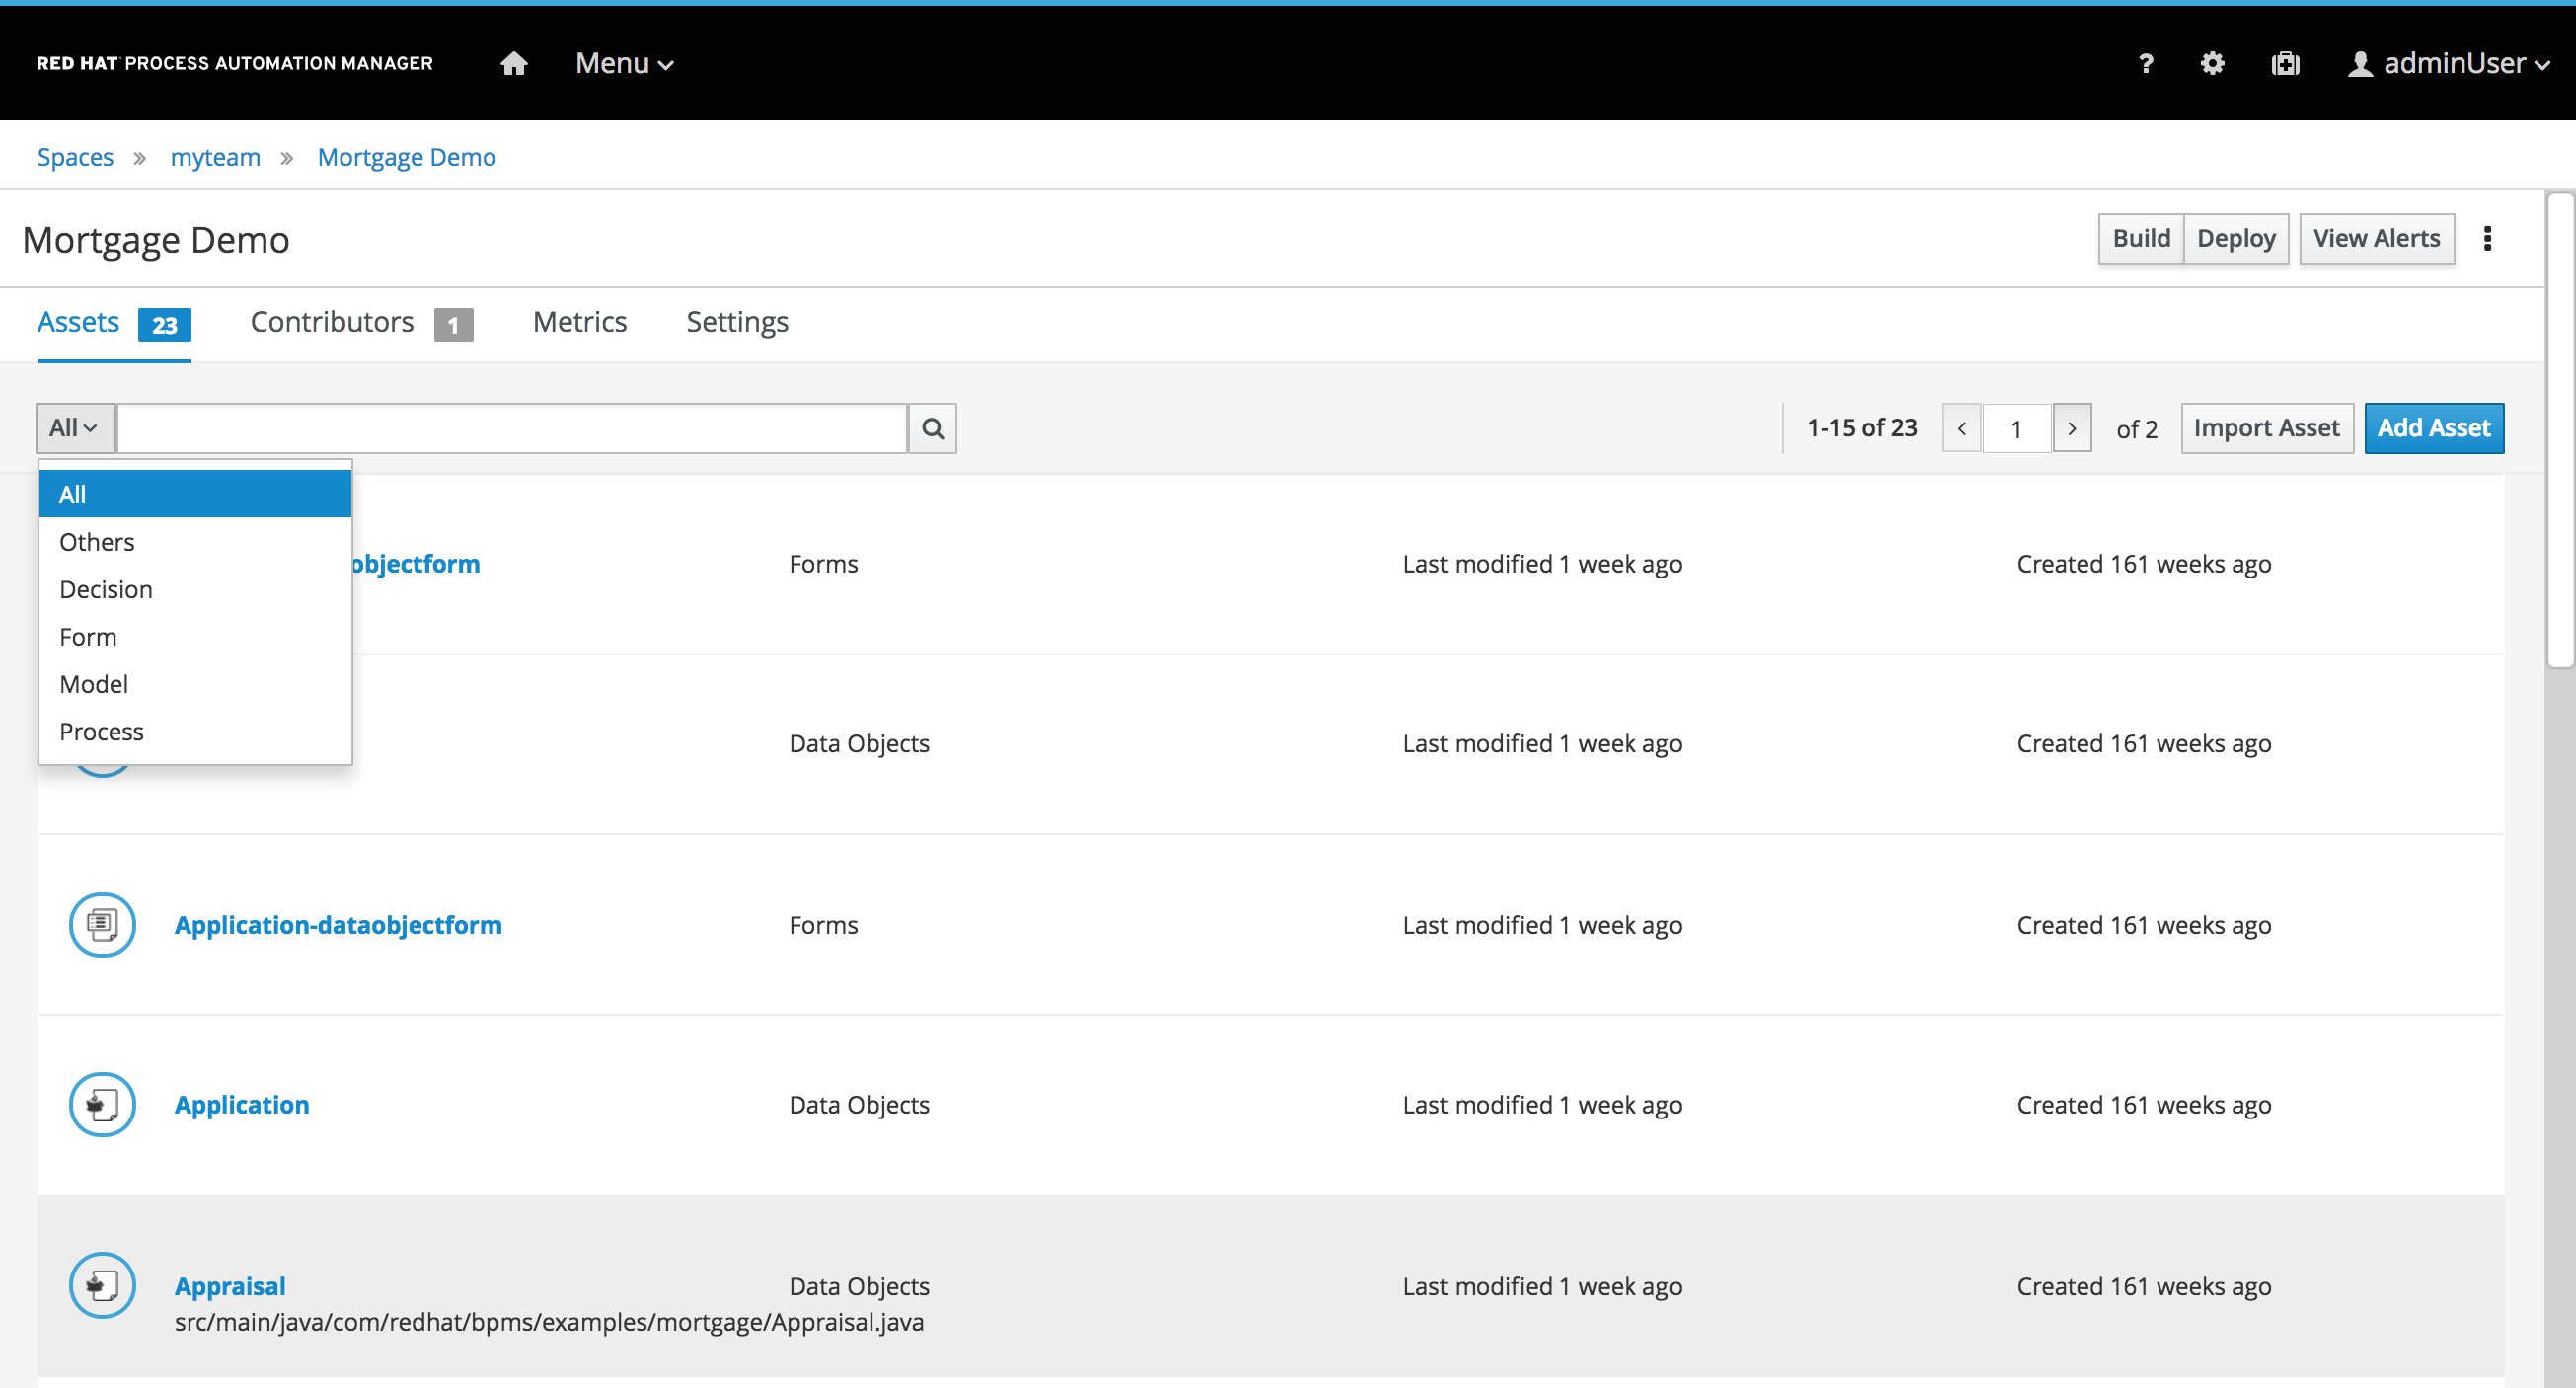 RED HAT PROCESS AUTOMATION MANAGER Menu ? adminUser
Spaces » myteam » Mortgage Demo
Mortgage Demo Build Deploy View Alerts
Assets 23 Contributors 1 Metrics Settings
All 1-15 of 23 < 1 > of 2 Import Asset Add Asset
All
Others
objectform Forms Last modified 1 week ago Created 161 weeks ago
Decision
Form
Model
Process
Data Objects Last modified 1 week ago Created 161 weeks ago
Application-dataobjectform Forms Last modified 1 week ago Created 161 weeks ago
Application Data Objects Last modified 1 week ago Created 161 weeks ago
Appraisal Data Objects Last modified 1 week ago Created 161 weeks ago
src/main/java/com/redhat/bpms/examples/mortgage/Appraisal.java